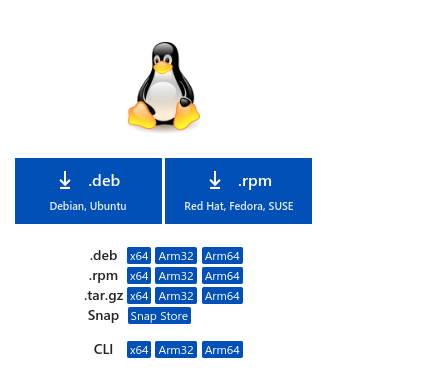 .deb .rpm
Debian, Ubuntu Red Hat, Fedora, SUSE
.deb x64 Arm32 Arm64
.rpm x64 Arm32 Arm64
.tar.gz x64 Arm32 Arm64
Snap Snap Store
CLI x64 Arm32 Arm64